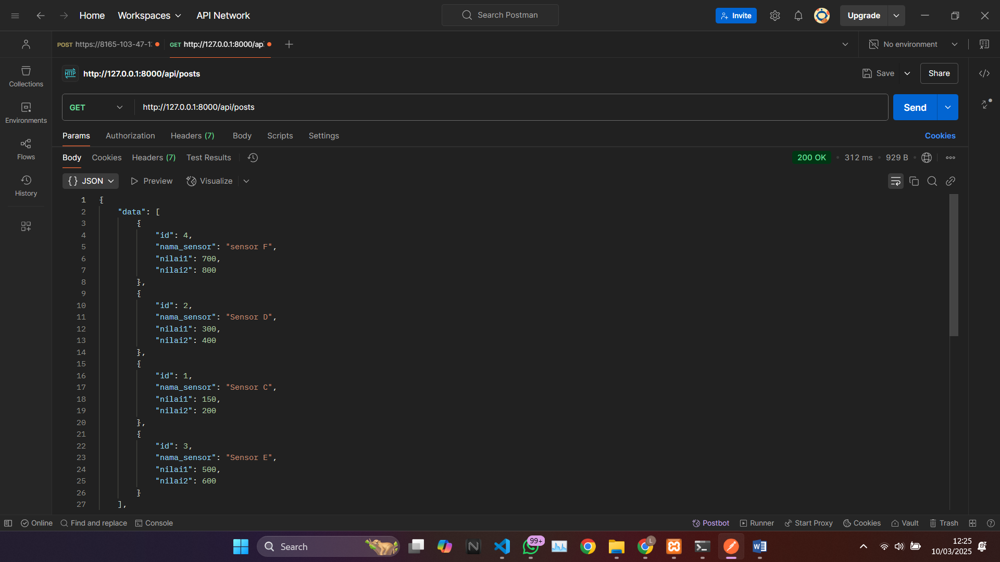 Home
Workspaces
API Network
Search Postman
Invite
Upgrade
POST https://8165-103-47-1
GET http://127.0.0.1:8000/ap
No environment
HTTP
http://127.0.0.1:8000/api/posts
Save
Share
Collections
Environments
Flows
History
GET
http://127.0.0.1:8000/api/posts
Send
Params
Authorization
Headers (7)
Body
Scripts
Settings
Cookies
Body
Cookies
Headers (7)
Test Results
200 OK
312 ms
929 B
{} JSON
Preview
Visualize
1 {
2 "data": [
3 {
4 "id": 4,
5 "nama_sensor": "sensor F",
6 "nilai1": 700,
7 "nilai2": 800
8 },
9 {
10 "id": 2,
11 "nama_sensor": "Sensor D",
12 "nilai1": 300,
13 "nilai2": 400
14 },
15 {
16 "id": 1,
17 "nama_sensor": "Sensor C",
18 "nilai1": 150,
19 "nilai2": 200
20 },
21 {
22 "id": 3,
23 "nama_sensor": "Sensor E",
24 "nilai1": 500,
25 "nilai2": 600
26 }
27 ],
Online
Find and replace
Console
Postbot
Runner
Start Proxy
Cookies
Vault
Trash
Search
99+
L
12:25
10/03/2025